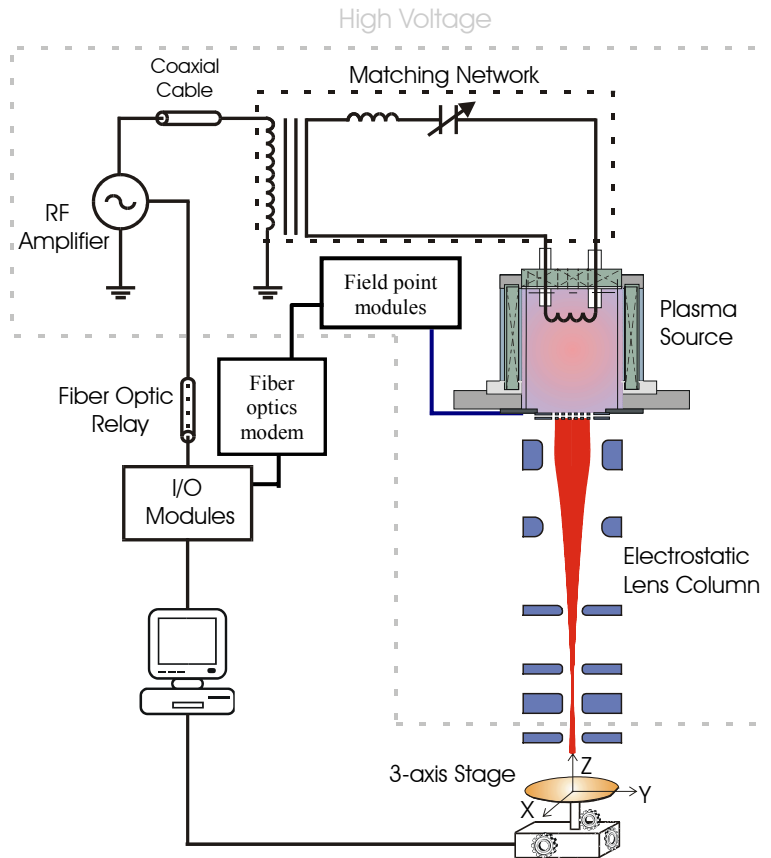 High Voltage
Coaxial
Cable
Matching Network
RF
Amplifier
Field point
modules
Plasma
Source
Fiber Optic
Relay
Fiber
optics
modem
I/O
Modules
Electrostatic
Lens Column
3-axis Stage
Z
Y
X